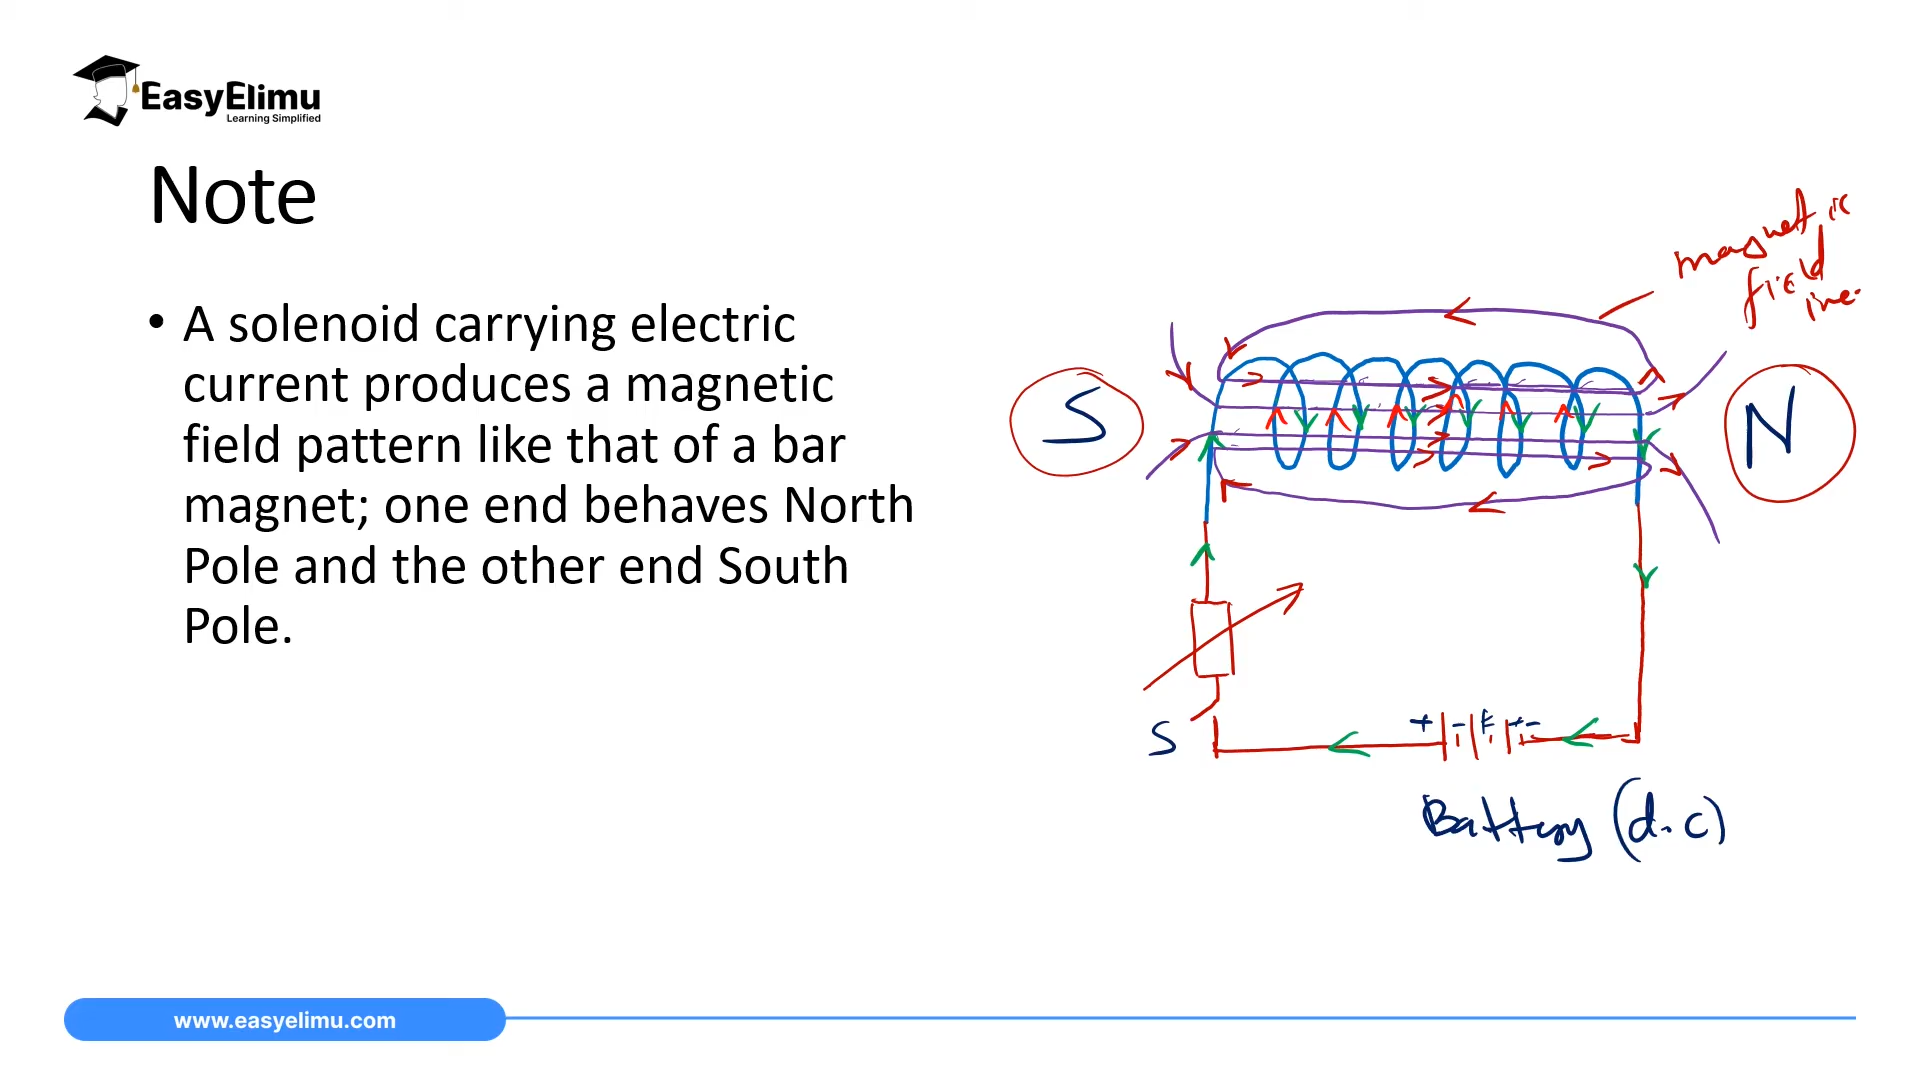 EasyElimu
Learning Simplified
Note
• A solenoid carrying electric
current produces a magnetic
field pattern like that of a bar
magnet; one end behaves North
Pole and the other end South
Pole.
magnetic
field
line.
S
N
S
+ - + + -
Battery (d.c)
www.easyelimu.com